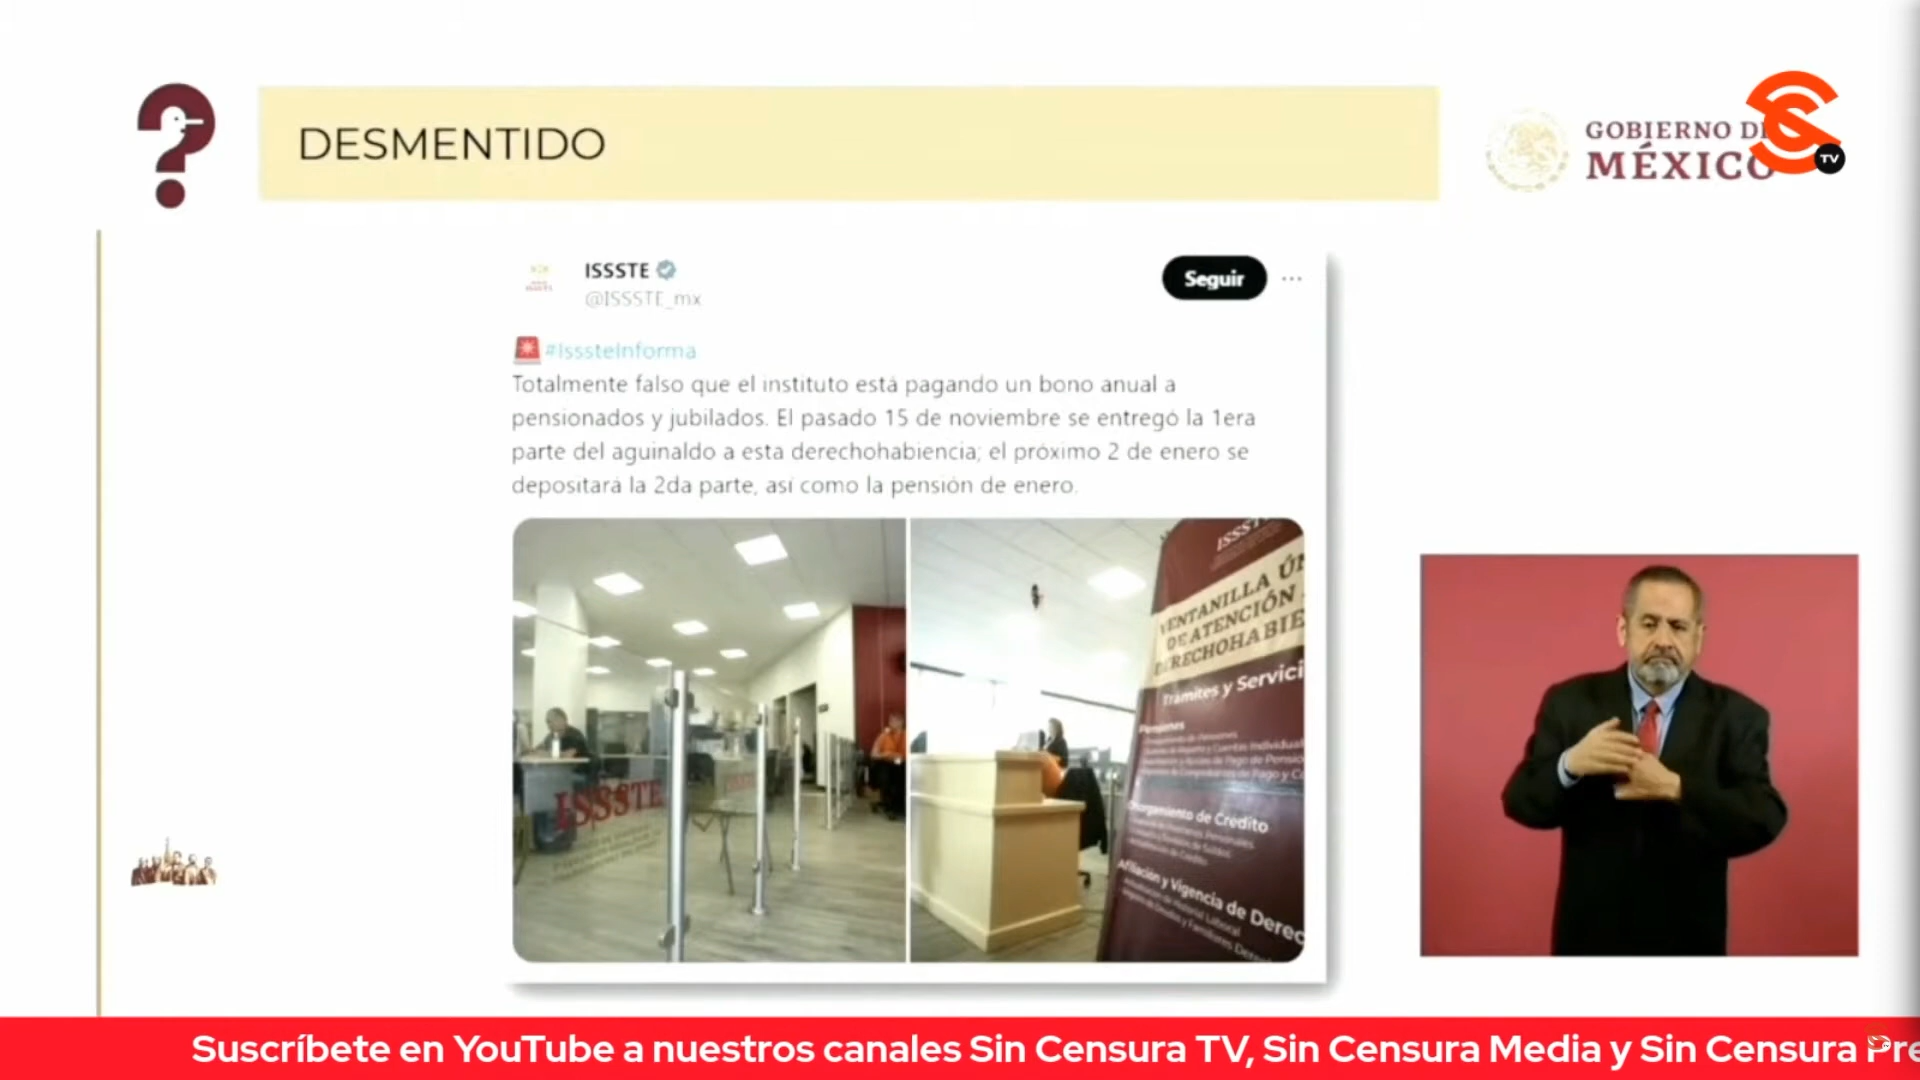 DESMENTIDO
GOBIERNO DE
MÉXICO
TV
ISSSTE
@ISSSTE_mx
Seguir
#IsssteInforma
Totalmente falso que el instituto está pagando un bono anual a
pensionados y jubilados. El pasado 15 de noviembre se entregó la 1era
parte del aguinaldo a esta derechohabiencia; el próximo 2 de enero se
depositará la 2da parte, así como la pensión de enero.
ISSSTE
ISSSTE
VENTANILLA ÚN
DE ATENCIÓN
DERECHOHABIE
Trámites y Servici
Pensiones
Otorgamiento de Crédito
Afiliación y Vigencia de Derec
Suscríbete en YouTube a nuestros canales Sin Censura TV, Sin Censura Media y Sin Censura Pre